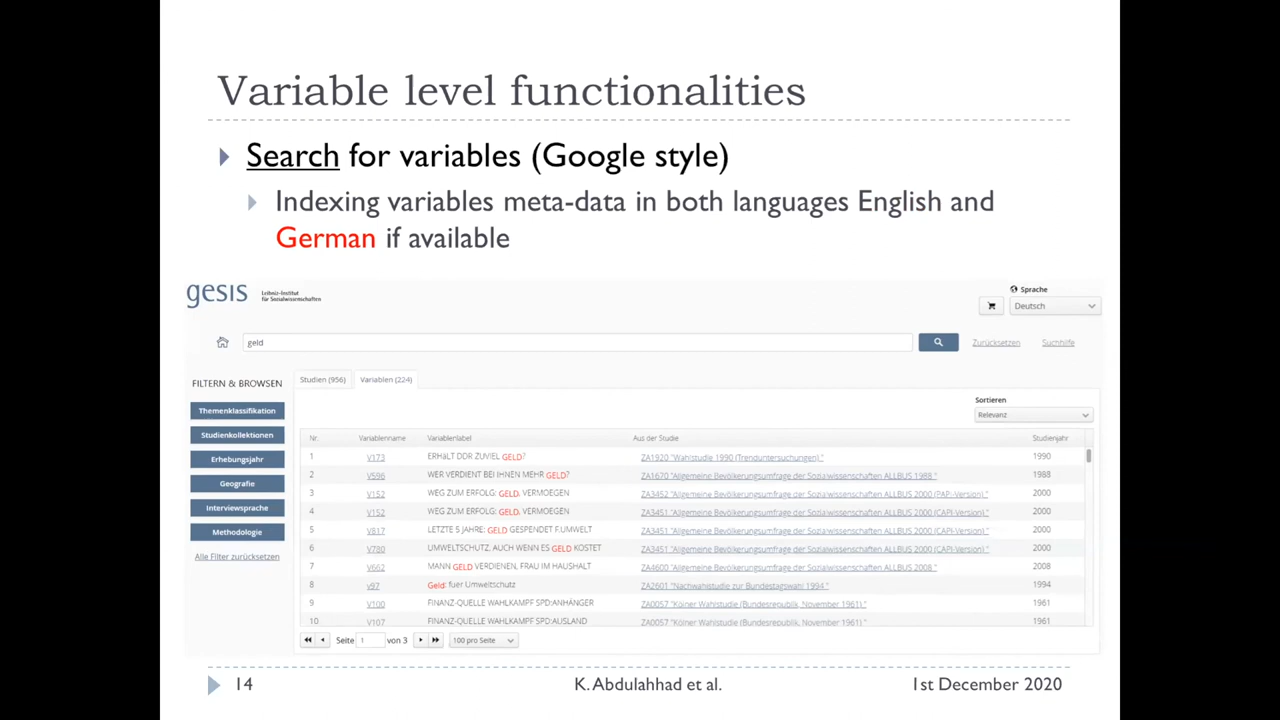 Variable level functionalities
Search for variables (Google style)
Indexing variables meta-data in both languages English and
German if available
gesis Leibniz-Institut
für Sozialwissenschaften
Sprache
Deutsch
geld
Zurücksetzen Suchhilfe
FILTERN & BROWSEN
Studien (956) Variablen (224)
Sortieren
Relevanz
Themenklassifikation
Studienkollektionen
Erhebungsjahr
Geografie
Interviewsprache
Methodologie
Alle Filter zurücksetzen
Nr. Variablenname Variablenlabel Aus der Studie Studienjahr
1 V173 ERHäLT DDR ZUVIEL GELD? ZA1920 "Wahlstudie 1990 (Trenduntersuchungen)." 1990
2 V596 WER VERDIENT BEI IHNEN MEHR GELD? ZA1670 "Allgemeine Bevölkerungsumfrage der Sozialwissenschaften ALLBUS 1988 " 1988
3 V152 WEG ZUM ERFOLG: GELD, VERMOEGEN ZA3452 "Allgemeine Bevölkerungsumfrage der Sozialwissenschaften ALLBUS 2000 (PAPI-Version) " 2000
4 V152 WEG ZUM ERFOLG: GELD, VERMOEGEN ZA3451 "Allgemeine Bevölkerungsumfrage der Sozialwissenschaften ALLBUS 2000 (CAPI-Version) " 2000
5 V817 LETZTE 5 JAHRE: GELD GESPENDET F.UMWELT ZA3451 "Allgemeine Bevölkerungsumfrage der Sozialwissenschaften ALLBUS 2000 (CAPI-Version) " 2000
6 V780 UMWELTSCHUTZ, AUCH WENN ES GELD KOSTET ZA3451 "Allgemeine Bevölkerungsumfrage der Sozialwissenschaften ALLBUS 2000 (CAPI-Version) " 2000
7 V662 MANN GELD VERDIENEN, FRAU IM HAUSHALT ZA4600 "Allgemeine Bevölkerungsumfrage der Sozialwissenschaften ALLBUS 2008 " 2008
8 v97 Geld: fuer Umweltschutz ZA2601 "Nachwahlstudie zur Bundestagswahl 1994 " 1994
9 V100 FINANZ-QUELLE WAHLKAMPF SPD:ANHÄNGER ZA0057 "Kölner Wahlstudie (Bundesrepublik, November 1961) " 1961
10 V107 FINANZ-QUELLE WAHLKAMPF SPD:AUSLAND ZA0057 "Kölner Wahlstudie (Bundesrepublik, November 1961) " 1961
Seite 1 von 3 100 pro Seite
14 K. Abdulahhad et al. 1st December 2020